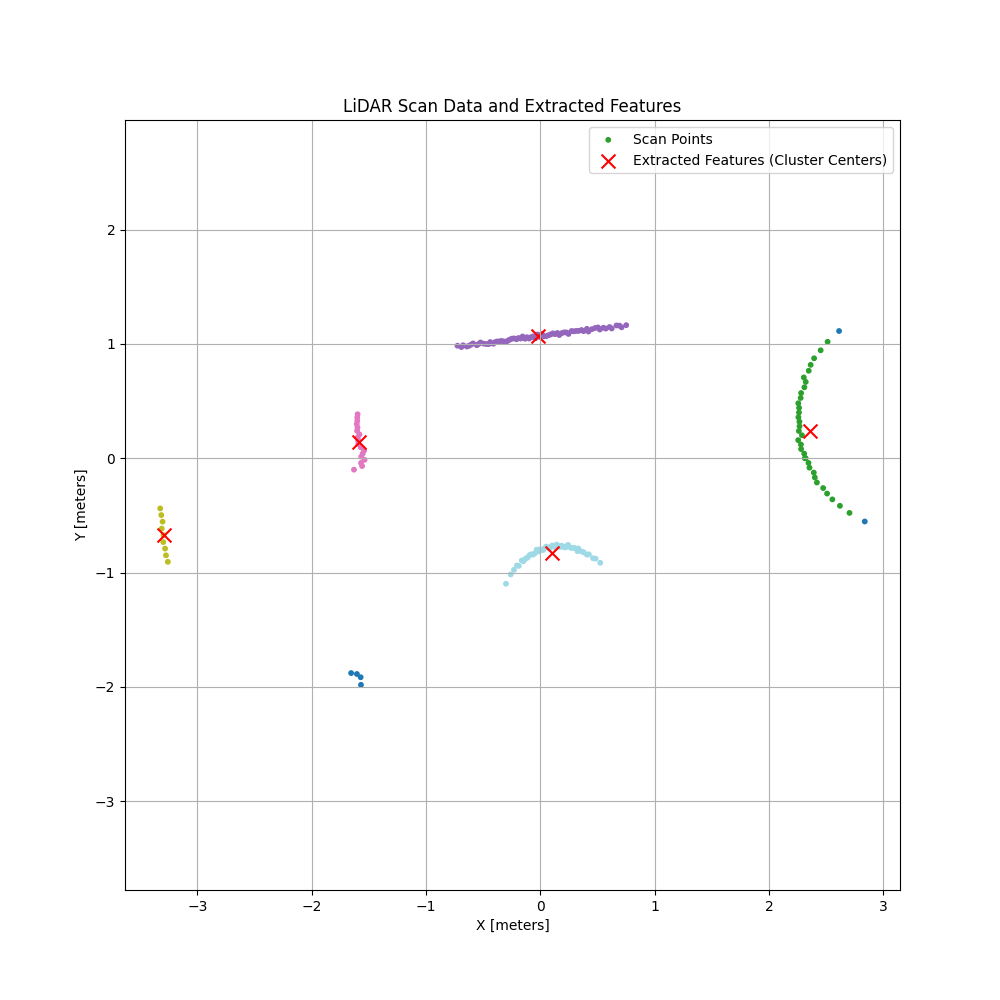 LiDAR Scan Data and Extracted Features
Scan Points
Extracted Features (Cluster Centers)
Y [meters]
2
1
0
−1
−2
−3
−3
−2
−1
0
1
2
3
X [meters]